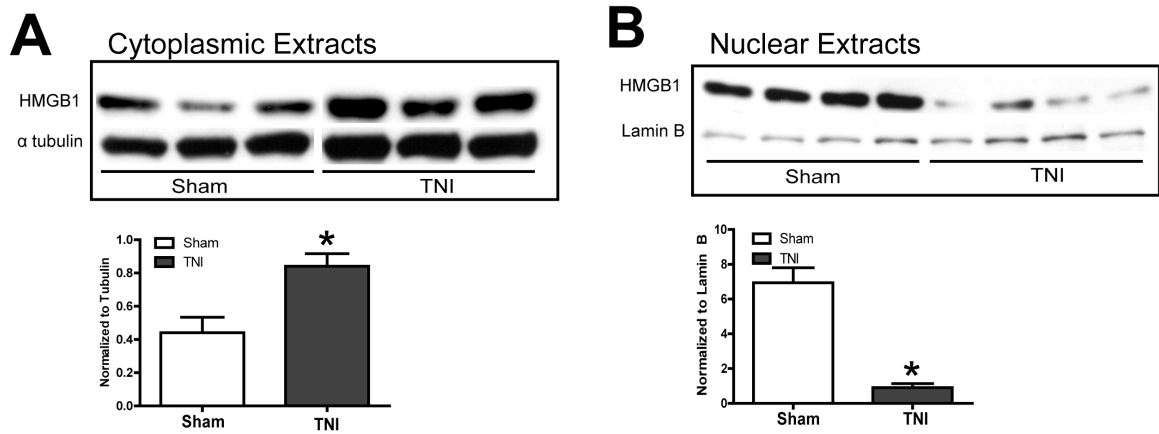 A
Cytoplasmic Extracts
HMGB1
α tubulin
Sham
TNI
1.0
0.8
0.6
0.4
0.2
0.0
Normalized to Tubulin
Sham
TNI
*
Sham
TNI
B
Nuclear Extracts
HMGB1
Lamin B
Sham
TNI
10
8
6
4
2
0
Normalized to Lamin B
Sham
TNI
*
Sham
TNI